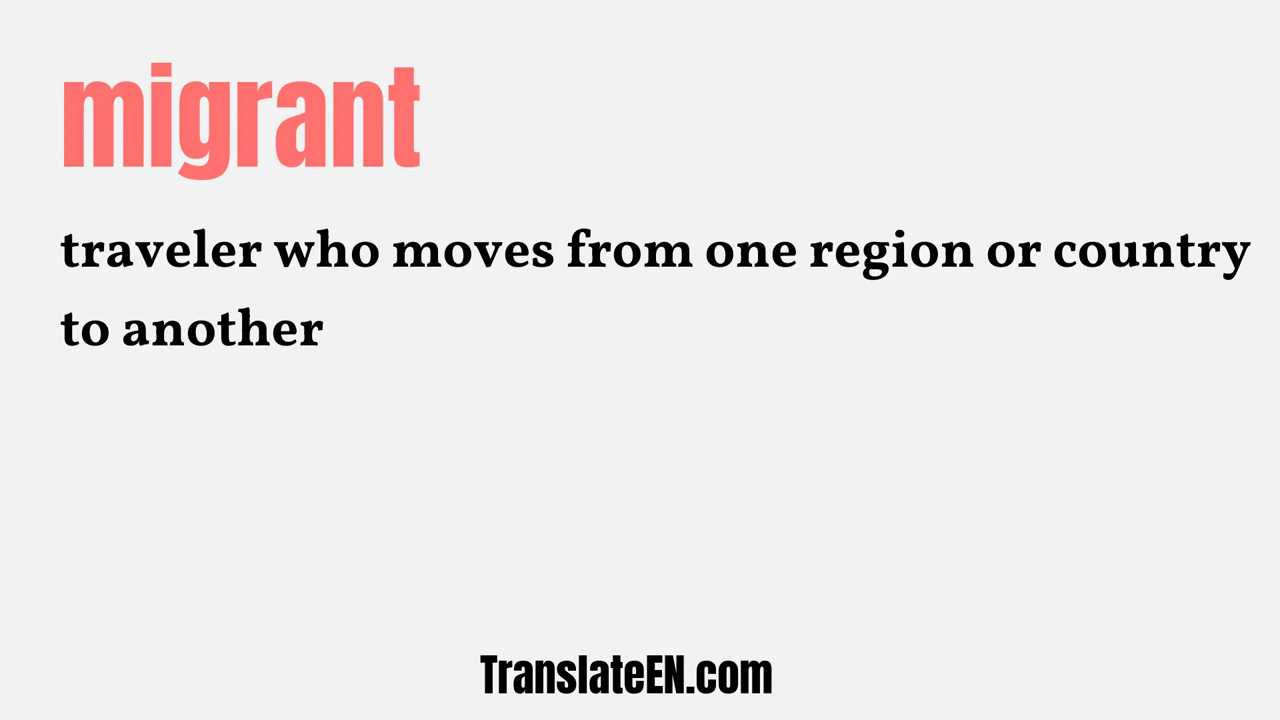 migrant
traveler who moves from one region or country
to another
TranslateEN.com